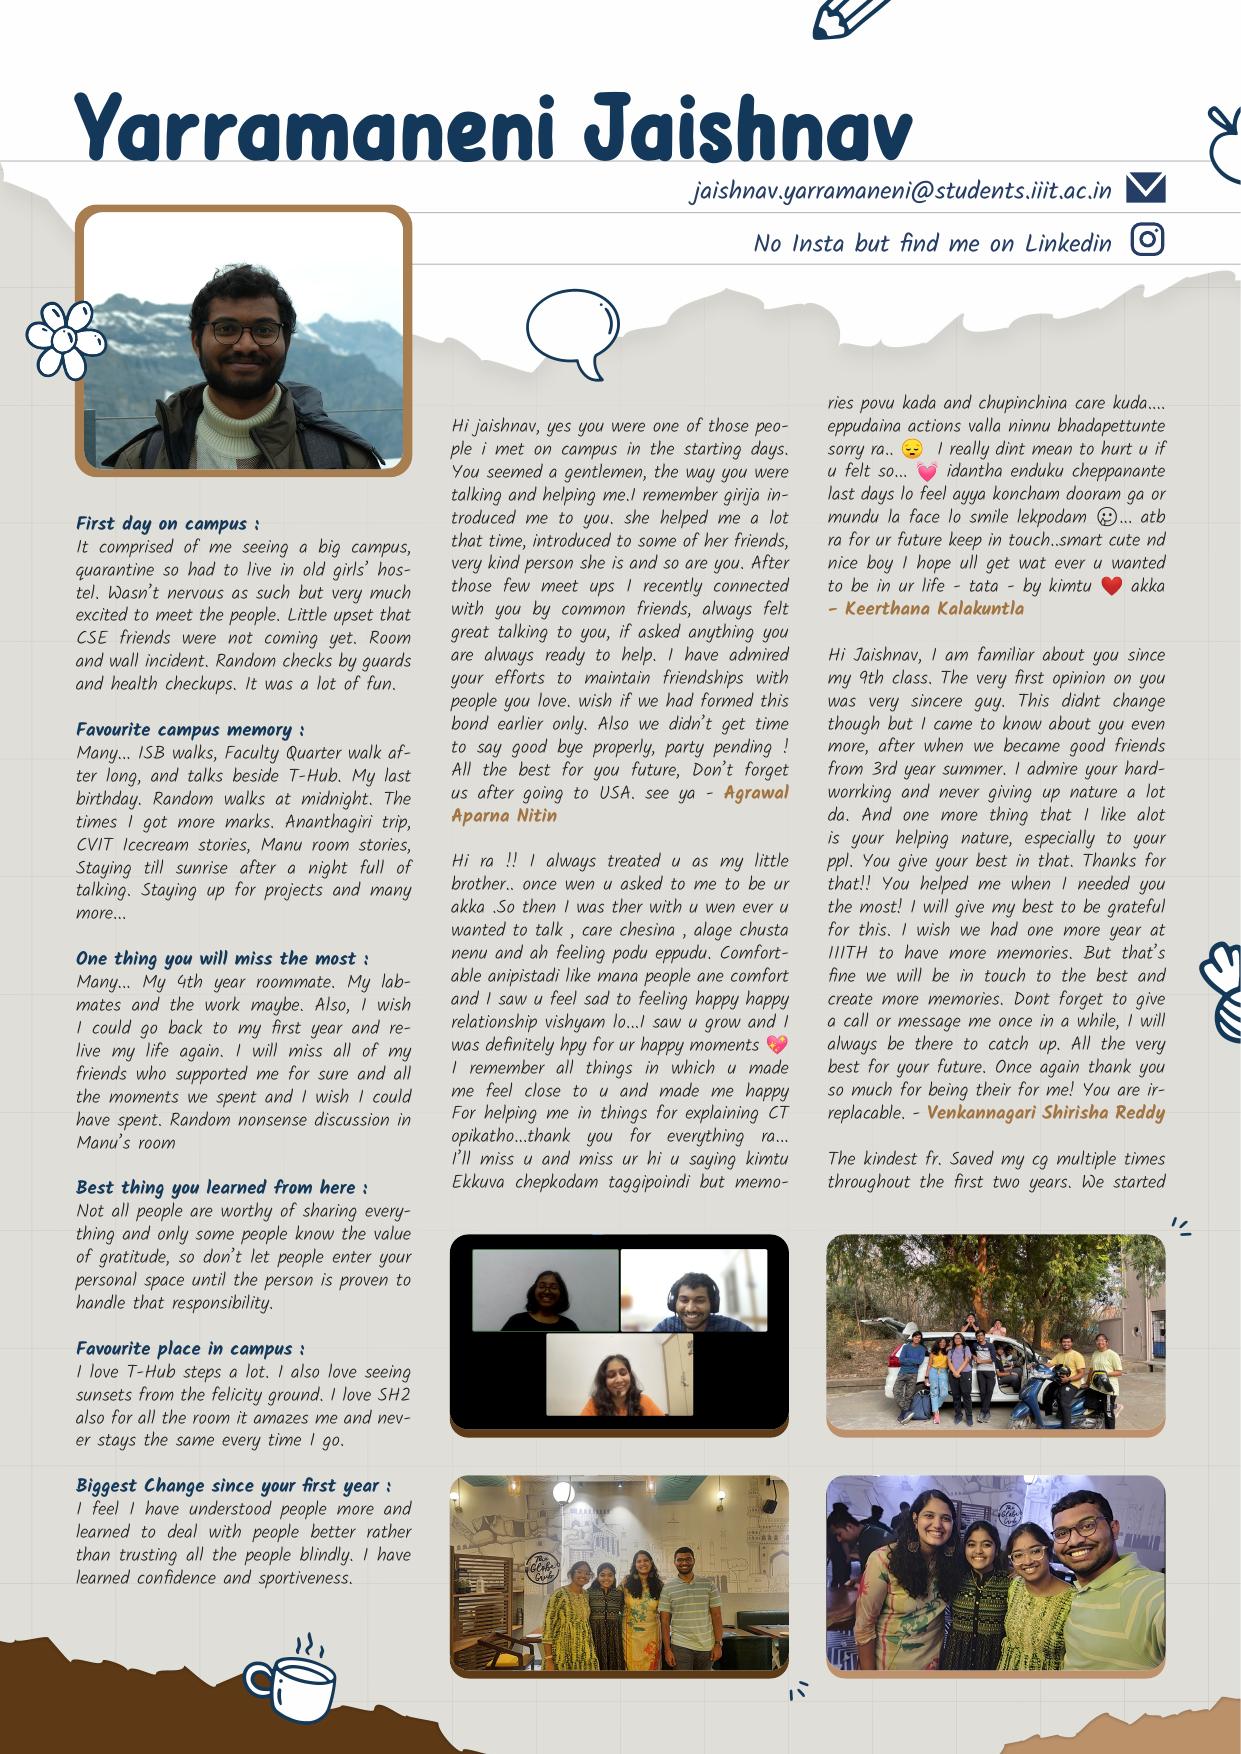 Yarramaneni Jaishnav
jaishnav.yarramaneni@students.iiit.ac.in
No Insta but find me on Linkedin
First day on campus :
It comprised of me seeing a big campus,
quarantine so had to live in old girls' hos-
tel. Wasn't nervous as such but very much
excited to meet the people. Little upset that
CSE friends were not coming yet. Room
and wall incident. Random checks by guards
and health checkups. It was a lot of fun.
Favourite campus memory :
Many... ISB walks, Faculty Quarter walk af-
ter long, and talks beside T-Hub. My last
birthday. Random walks at midnight. The
times I got more marks. Ananthagiri trip,
CVIT Icecream stories, Manu room stories,
Staying till sunrise after a night full of
talking. Staying up for projects and many
more...
One thing you will miss the most :
Many... My 4th year roommate. My lab-
mates and the work maybe. Also, I wish
I could go back to my first year and re-
live my life again. I will miss all of my
friends who supported me for sure and all
the moments we spent and I wish I could
have spent. Random nonsense discussion in
Manu's room
Best thing you learned from here :
Not all people are worthy of sharing every-
thing and only some people know the value
of gratitude, so don't let people enter your
personal space until the person is proven to
handle that responsibility.
Favourite place in campus :
I love T-Hub steps a lot. I also love seeing
sunsets from the felicity ground. I love SH2
also for all the room it amazes me and nev-
er stays the same every time I go.
Biggest Change since your first year :
I feel I have understood people more and
learned to deal with people better rather
than trusting all the people blindly. I have
learned confidence and sportiveness.
Hi jaishnav, yes you were one of those peo-
ple i met on campus in the starting days.
You seemed a gentlemen, the way you were
talking and helping me.I remember girija in-
troduced me to you. she helped me a lot
that time, introduced to some of her friends,
very kind person she is and so are you. After
those few meet ups I recently connected
with you by common friends, always felt
great talking to you, if asked anything you
are always ready to help. I have admired
your efforts to maintain friendships with
people you love. wish if we had formed this
bond earlier only. Also we didn't get time
to say good bye properly, party pending !
All the best for you future, Don't forget
us after going to USA. see ya - Agrawal
Aparna Nitin
Hi ra !! I always treated u as my little
brother.. once wen u asked to me to be ur
akka .So then I was ther with u wen ever u
wanted to talk , care chesina , alage chusta
nenu and ah feeling podu eppudu. Comfort-
able anipistadi like mana people ane comfort
and I saw u feel sad to feeling happy happy
relationship vishyam lo...I saw u grow and I
was definitely hpy for ur happy moments 💖
I remember all things in which u made
me feel close to u and made me happy
For helping me in things for explaining CT
opikatho...thank you for everything ra...
I'll miss u and miss ur hi u saying kimtu
Ekkuva chepkodam taggipoindi but memo-
ries povu kada and chupinchina care kuda....
eppudaina actions valla ninnu bhadapettunte
sorry ra.. 😔 I really dint mean to hurt u if
u felt so... 💓 idantha enduku cheppanante
last days lo feel ayya koncham dooram ga or
mundu la face lo smile lekpodam 🥲... atb
ra for ur future keep in touch..smart cute nd
nice boy I hope ull get wat ever u wanted
to be in ur life - tata - by kimtu ❤️ akka
- Keerthana Kalakuntla
Hi Jaishnav, I am familiar about you since
my 9th class. The very first opinion on you
was very sincere guy. This didnt change
though but I came to know about you even
more, after when we became good friends
from 3rd year summer. I admire your hard-
worrking and never giving up nature a lot
da. And one more thing that I like alot
is your helping nature, especially to your
ppl. You give your best in that. Thanks for
that!! You helped me when I needed you
the most! I will give my best to be grateful
for this. I wish we had one more year at
IIITH to have more memories. But that's
fine we will be in touch to the best and
create more memories. Dont forget to give
a call or message me once in a while, I will
always be there to catch up. All the very
best for your future. Once again thank you
so much for being their for me! You are ir-
replacable. - Venkannagari Shirisha Reddy
The kindest fr. Saved my cg multiple times
throughout the first two years. We started
The
Globe
Grub
The
Globe
Grub